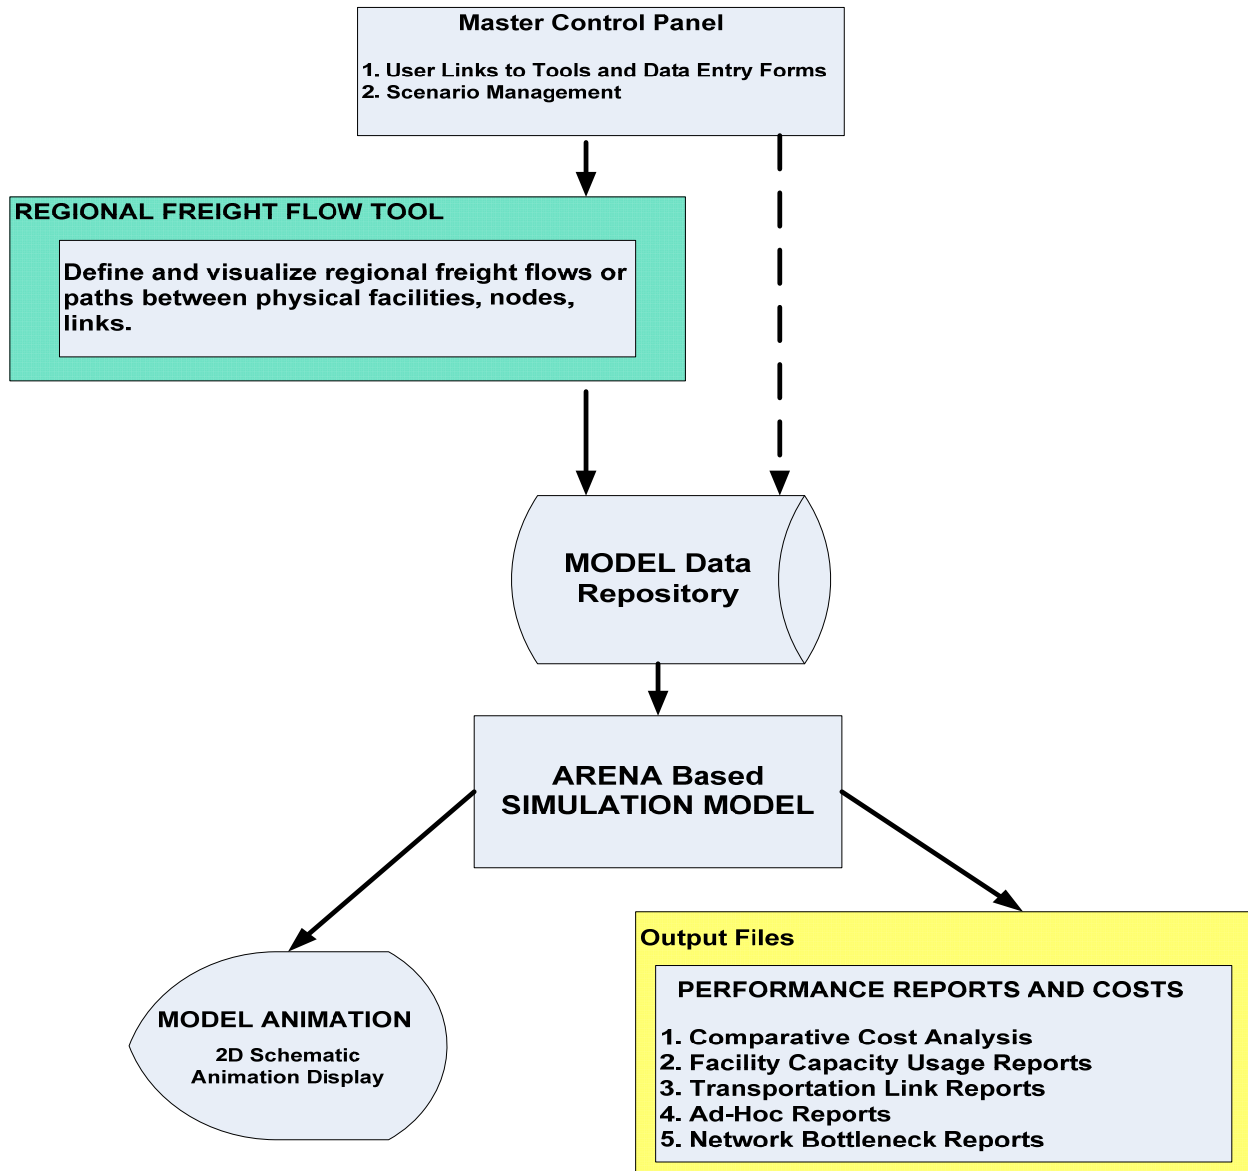 Master Control Panel
1. User Links to Tools and Data Entry Forms
2. Scenario Management
REGIONAL FREIGHT FLOW TOOL
Define and visualize regional freight flows or
paths between physical facilities, nodes,
links.
MODEL Data
Repository
ARENA Based
SIMULATION MODEL
MODEL ANIMATION
2D Schematic
Animation Display
Output Files
PERFORMANCE REPORTS AND COSTS
1. Comparative Cost Analysis
2. Facility Capacity Usage Reports
3. Transportation Link Reports
4. Ad-Hoc Reports
5. Network Bottleneck Reports